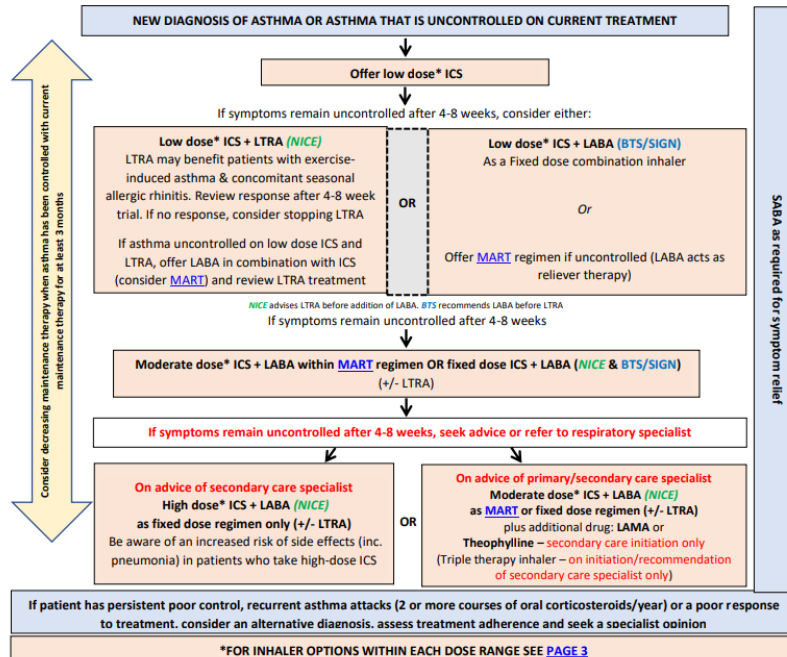 NEW DIAGNOSIS OF ASTHMA OR ASTHMA THAT IS UNCONTROLLED ON CURRENT TREATMENT
Offer low dose* ICS
If symptoms remain uncontrolled after 4-8 weeks, consider either:
Low dose* ICS + LTRA (NICE)
LTRA may benefit patients with exercise-
induced asthma & concomitant seasonal
allergic rhinitis. Review response after 4-8 week
trial. If no response, consider stopping LTRA
If asthma uncontrolled on low dose ICS and
LTRA, offer LABA in combination with ICS
(consider MART) and review LTRA treatment
OR
Low dose* ICS + LABA (BTS/SIGN)
As a Fixed dose combination inhaler
Or
Offer MART regimen if uncontrolled (LABA acts as
reliever therapy)
NICE advises LTRA before addition of LABA. BTS recommends LABA before LTRA
If symptoms remain uncontrolled after 4-8 weeks
Moderate dose* ICS + LABA within MART regimen OR fixed dose ICS + LABA (NICE & BTS/SIGN)
(+/- LTRA)
If symptoms remain uncontrolled after 4-8 weeks, seek advice or refer to respiratory specialist
On advice of secondary care specialist
High dose* ICS + LABA (NICE)
as fixed dose regimen only (+/- LTRA)
Be aware of an increased risk of side effects (inc.
pneumonia) in patients who take high-dose ICS
OR
On advice of primary/secondary care specialist
Moderate dose* ICS + LABA (NICE)
as MART or fixed dose regimen (+/- LTRA)
plus additional drug: LAMA or
Theophylline – secondary care initiation only
(Triple therapy inhaler – on initiation/recommendation
of secondary care specialist only)
Consider decreasing maintenance therapy when asthma has been controlled with current
maintenance therapy for at least 3 months
SABA as required for symptom relief
If patient has persistent poor control, recurrent asthma attacks (2 or more courses of oral corticosteroids/year) or a poor response
to treatment, consider an alternative diagnosis, assess treatment adherence and seek a specialist opinion
*FOR INHALER OPTIONS WITHIN EACH DOSE RANGE SEE PAGE 3